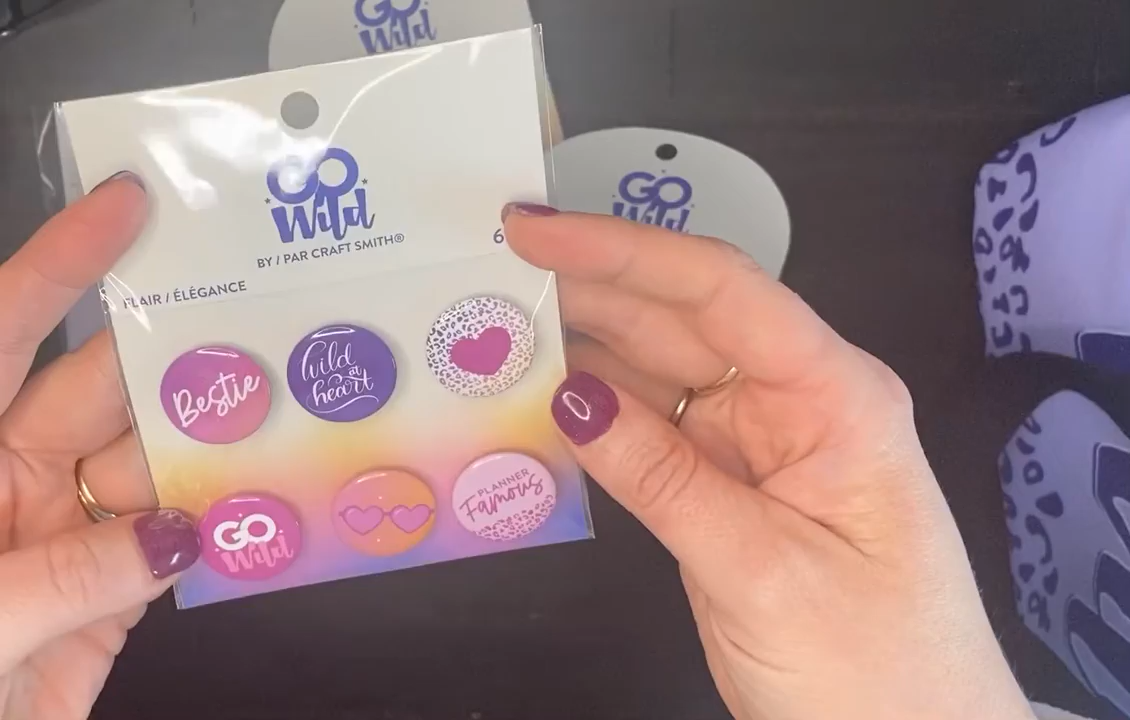 GO
Wild
GO
Wild
GO
Wild
BY / PAR CRAFT SMITH®
6
FLAIR / ÉLÉGANCE
Bestie
wild
at
heart
GO
Wild
PLANNER
Famous